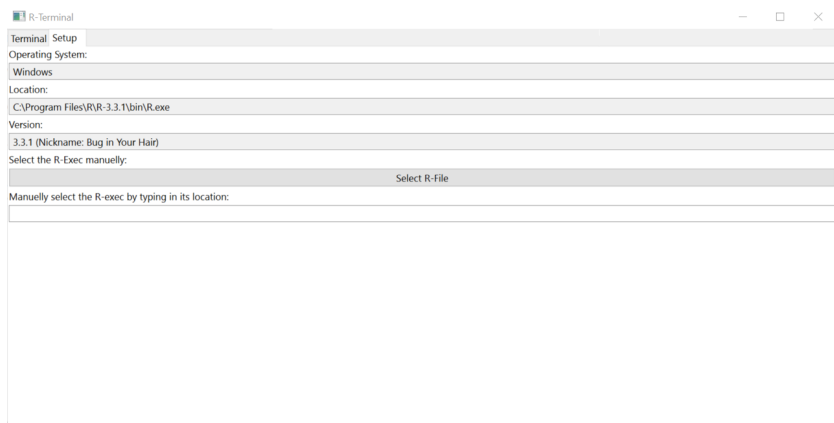 R-Terminal
Terminal Setup
Operating System:
Windows
Location:
C:\Program Files\R\R-3.3.1\bin\R.exe
Version:
3.3.1 (Nickname: Bug in Your Hair)
Select the R-Exec manuelly:
Select R-File
Manuelly select the R-exec by typing in its location: